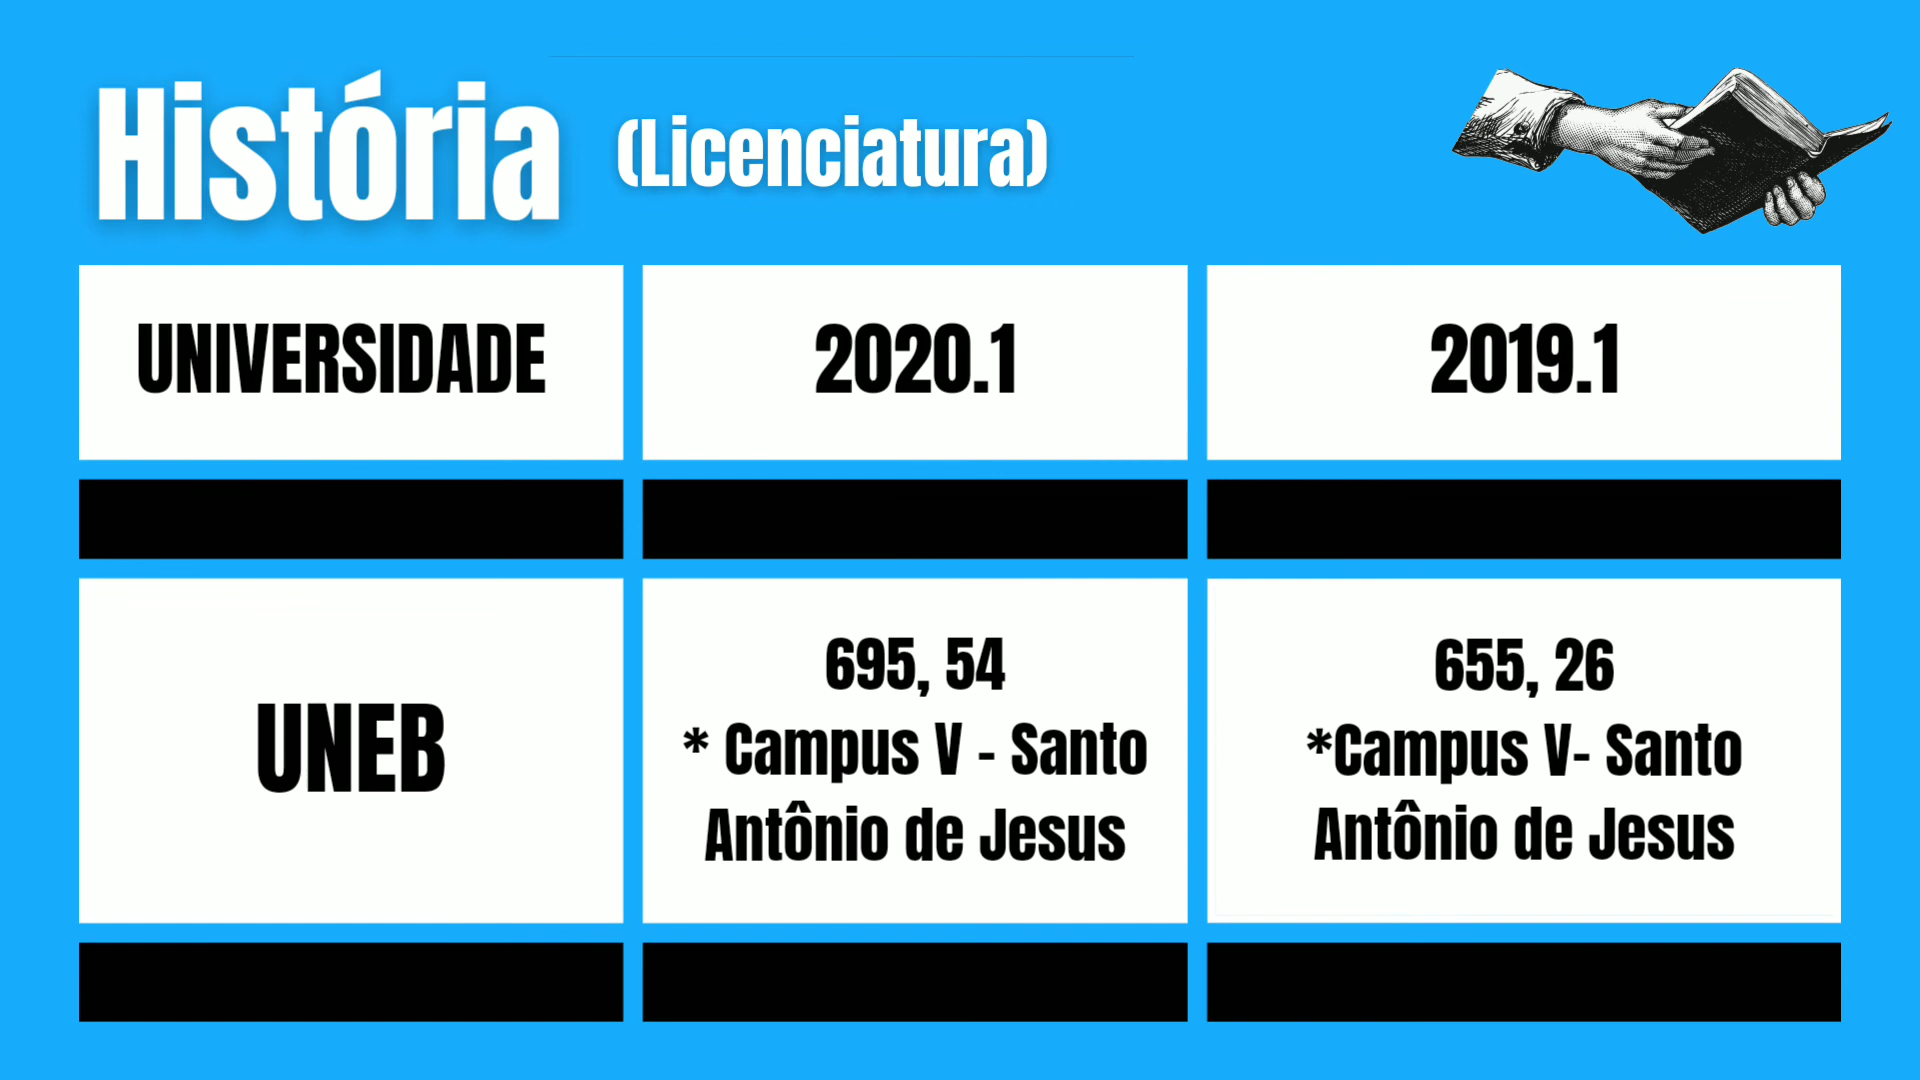 História (Licenciatura)
UNIVERSIDADE
2020.1
2019.1
UNEB
695, 54
* Campus V - Santo
Antônio de Jesus
655, 26
*Campus V- Santo
Antônio de Jesus